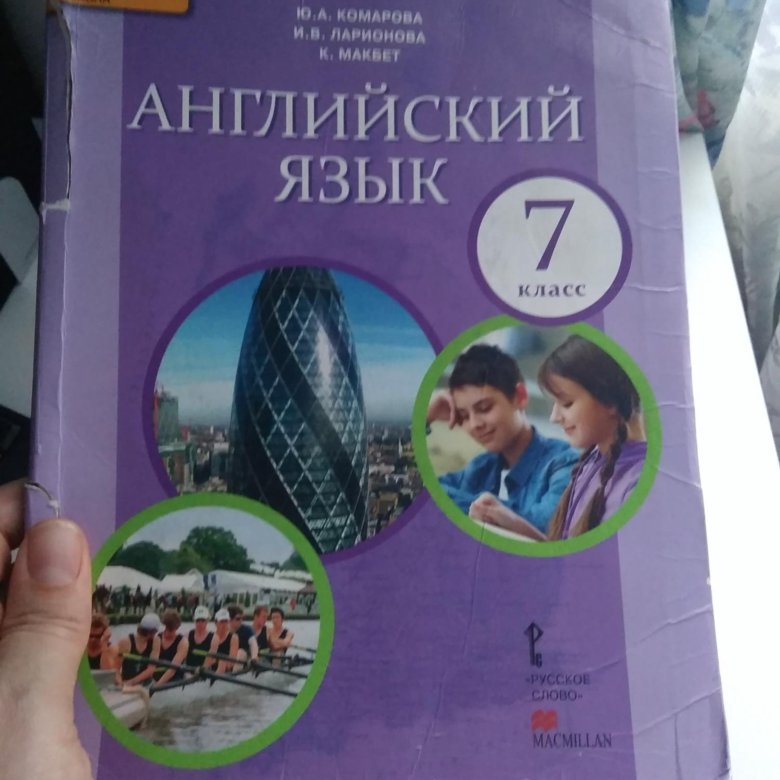 Ю.А. КОМАРОВА
И.В. ЛАРИОНОВА
К. МАКБЕТ
АНГЛИЙСКИЙ
ЯЗЫК
7
класс
«РУССКОЕ
СЛОВО»
MACMILLAN